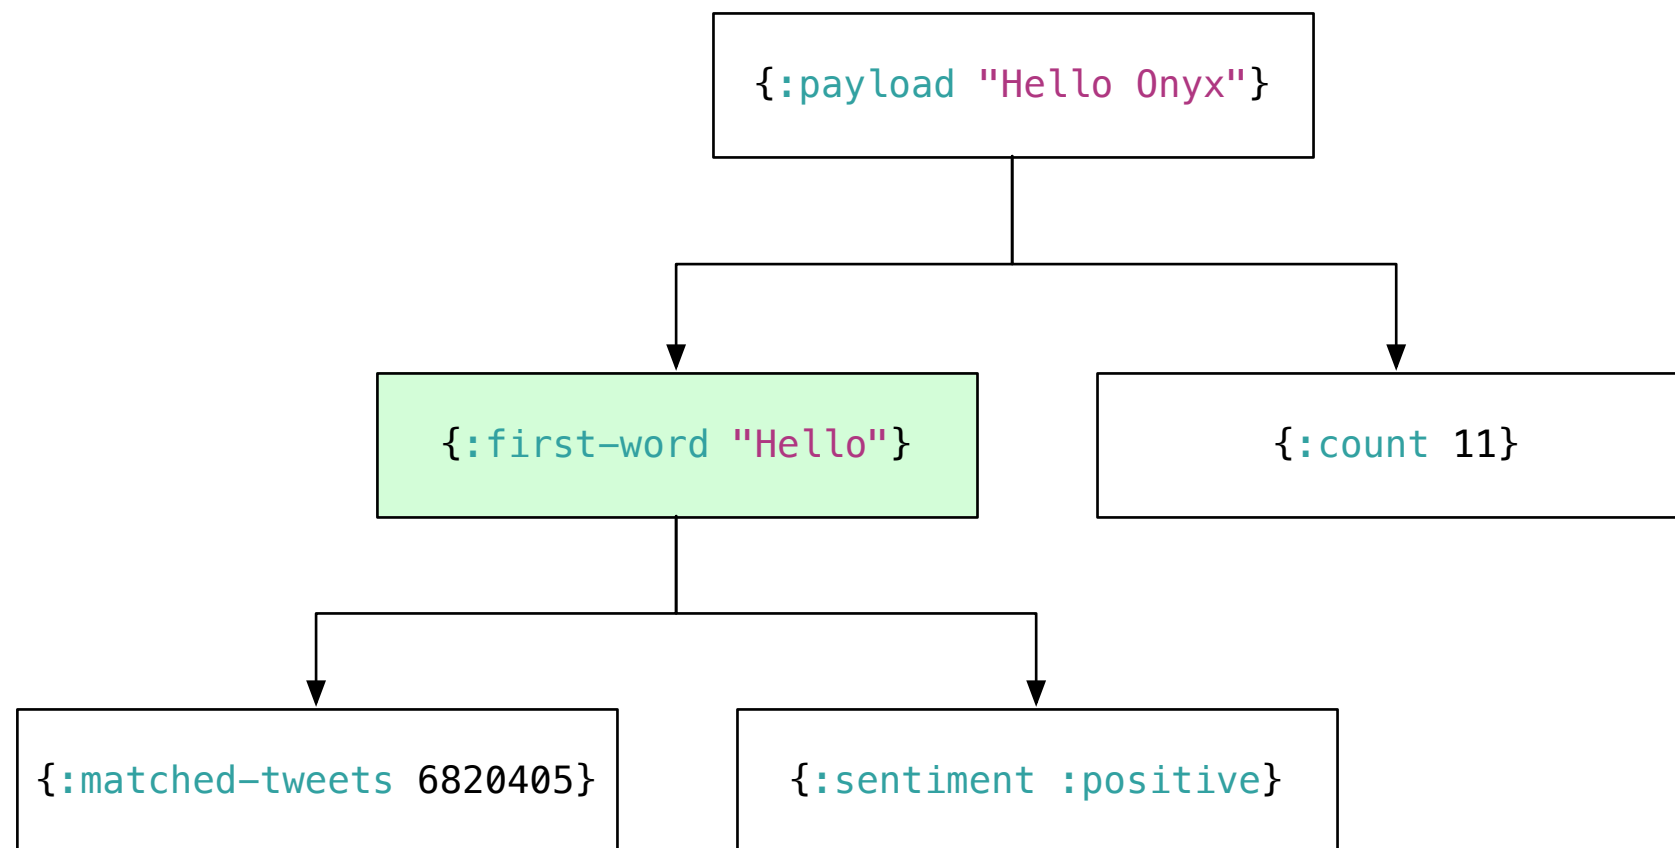 {:payload "Hello Onyx"}
{:first-word "Hello"}
{:count 11}
{:matched-tweets 6820405}
{:sentiment :positive}